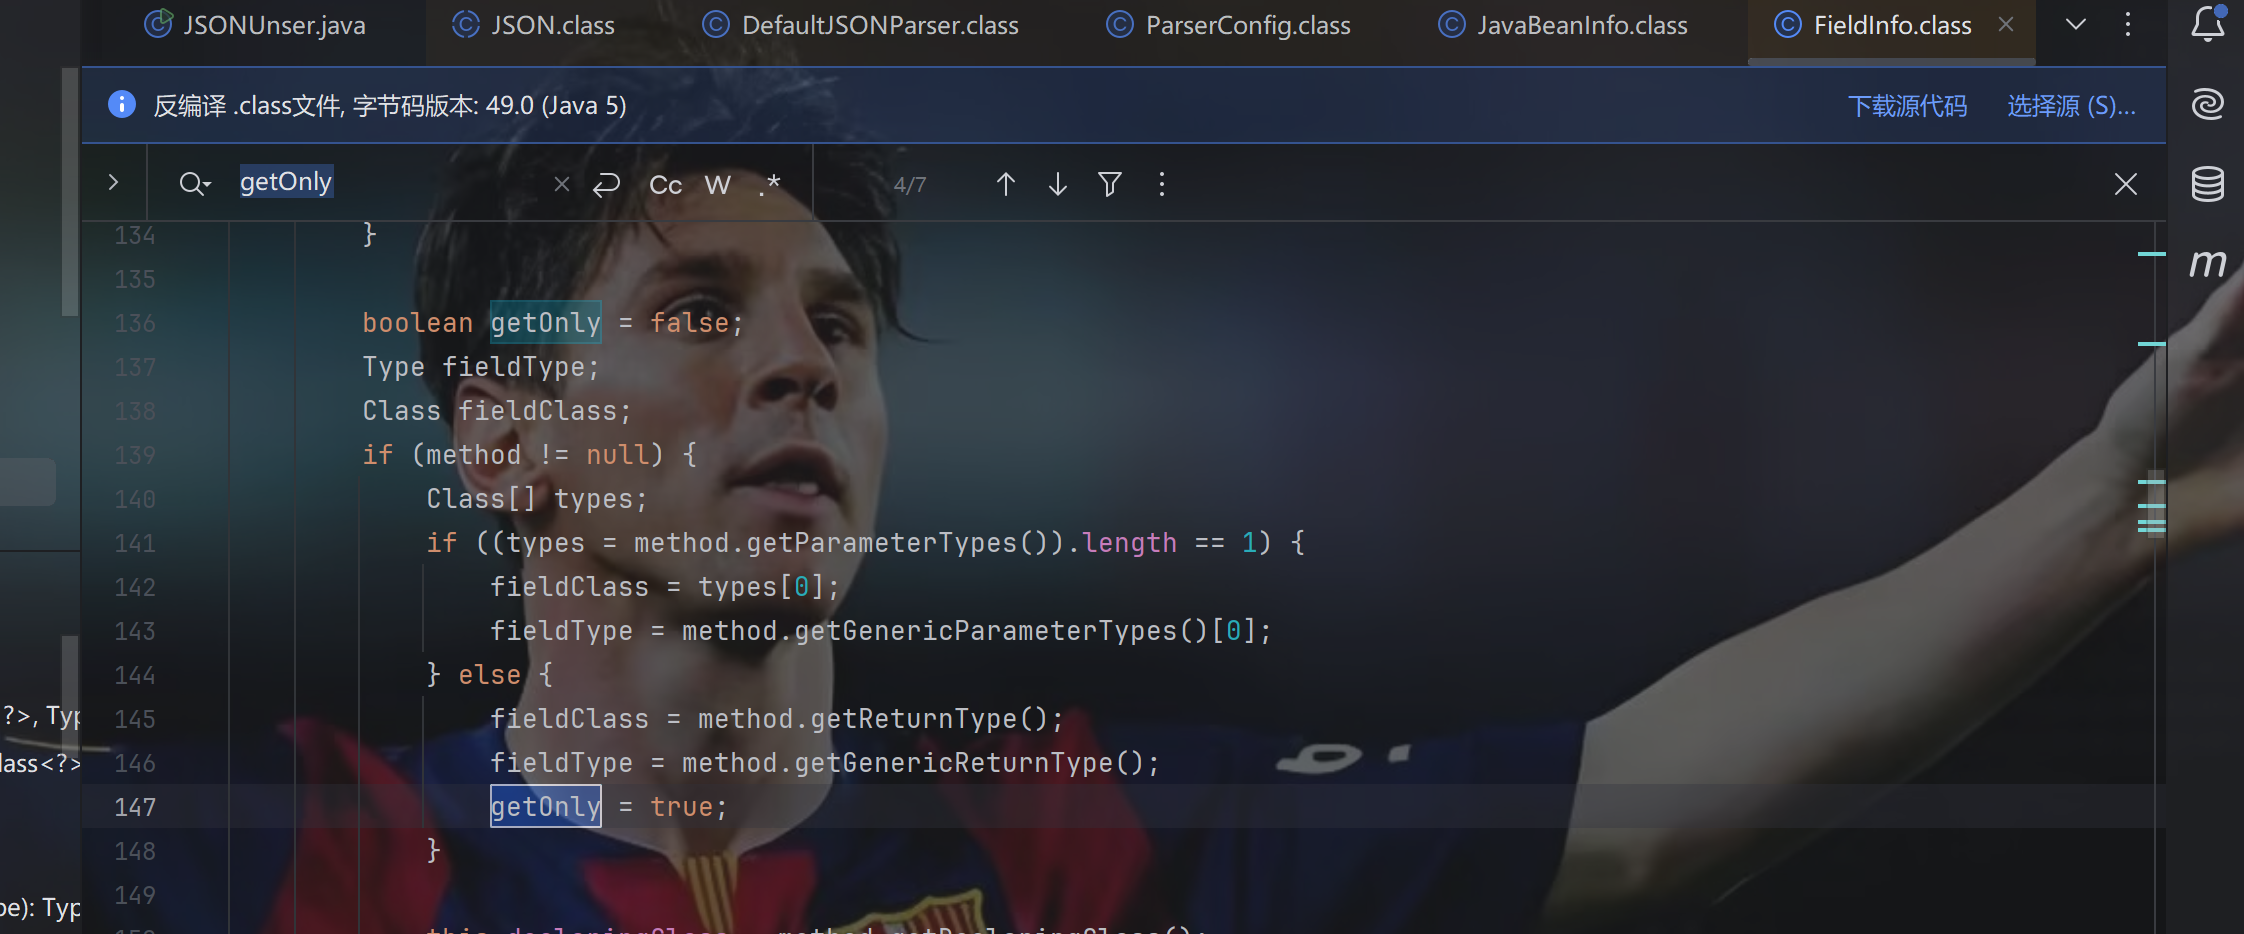 JSONUnser.java JSON.class DefaultJSONParser.class ParserConfig.class JavaBeanInfo.class FieldInfo.class
反编译 .class文件, 字节码版本: 49.0 (Java 5) 下载源代码 选择源 (S)...
getOnly Cc W .* 4/7
134 }
135
136 boolean getOnly = false;
137 Type fieldType;
138 Class fieldClass;
139 if (method != null) {
140 Class[] types;
141 if ((types = method.getParameterTypes()).length == 1) {
142 fieldClass = types[0];
143 fieldType = method.getGenericParameterTypes()[0];
144 } else {
145 fieldClass = method.getReturnType();
?>, Typ
146 fieldType = method.getGenericReturnType();
lass<?>
147 getOnly = true;
148 }
149
pe): Typ
m